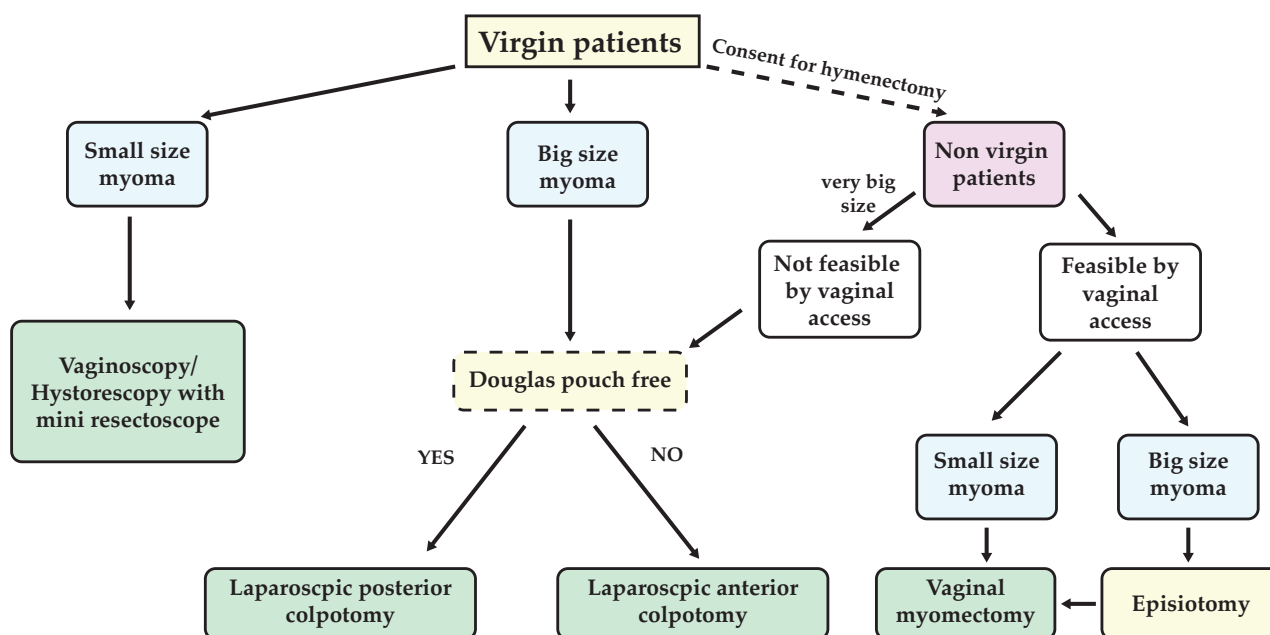 Virgin patients
Consent for hymenectomy
Small size
myoma
Big size
myoma
Non virgin
patients
very big
size
Not feasible
by vaginal
access
Feasible by
vaginal
access
Vaginoscopy/
Hystorescopy with
mini resectoscope
Douglas pouch free
YES
NO
Small size
myoma
Big size
myoma
Laparoscpic posterior
colpotomy
Laparoscpic anterior
colpotomy
Vaginal
myomectomy
Episiotomy